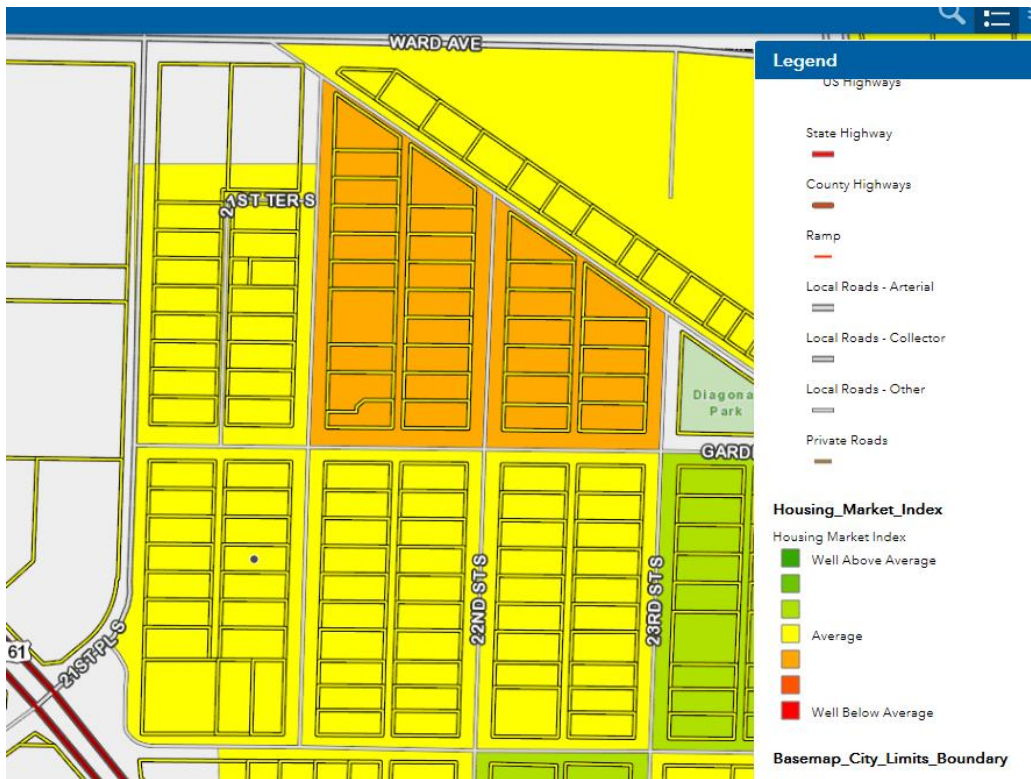 WARD AVE
21ST TER S
Diagona
Park
GARD
22ND ST S
23RD ST S
21ST PL S
61
Legend
US Highways
State Highway
County Highways
Ramp
Local Roads - Arterial
Local Roads - Collector
Local Roads - Other
Private Roads
Housing_Market_Index
Housing Market Index
Well Above Average
Average
Well Below Average
Basemap_City_Limits_Boundary